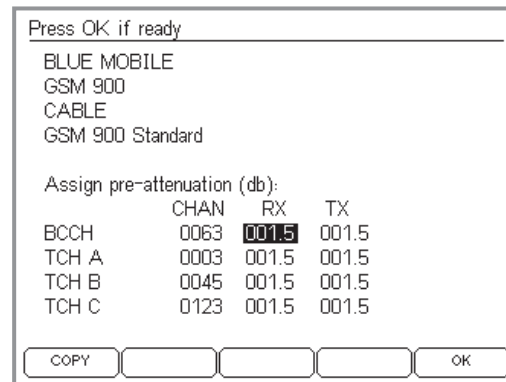 Press OK if ready
BLUE MOBILE
GSM 900
CABLE
GSM 900 Standard
Assign pre-attenuation (db):
CHAN RX TX
BCCH 0063 001.5 001.5
TCH A 0003 001.5 001.5
TCH B 0045 001.5 001.5
TCH C 0123 001.5 001.5
COPY OK